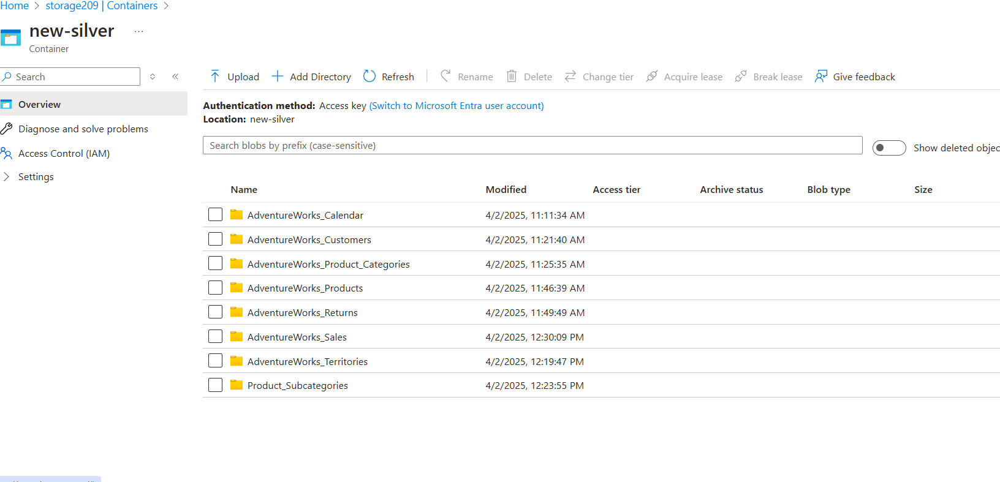 Home > storage209 | Containers >
new-silver ...
Container
Search
Overview
Diagnose and solve problems
Access Control (IAM)
Settings
Upload Add Directory Refresh Rename Delete Change tier Acquire lease Break lease Give feedback
Authentication method: Access key (Switch to Microsoft Entra user account)
Location: new-silver
Search blobs by prefix (case-sensitive)
Show deleted objec
Name Modified Access tier Archive status Blob type Size
AdventureWorks_Calendar 4/2/2025, 11:11:34 AM
AdventureWorks_Customers 4/2/2025, 11:21:40 AM
AdventureWorks_Product_Categories 4/2/2025, 11:25:35 AM
AdventureWorks_Products 4/2/2025, 11:46:39 AM
AdventureWorks_Returns 4/2/2025, 11:49:49 AM
AdventureWorks_Sales 4/2/2025, 12:30:09 PM
AdventureWorks_Territories 4/2/2025, 12:19:47 PM
Product_Subcategories 4/2/2025, 12:23:55 PM